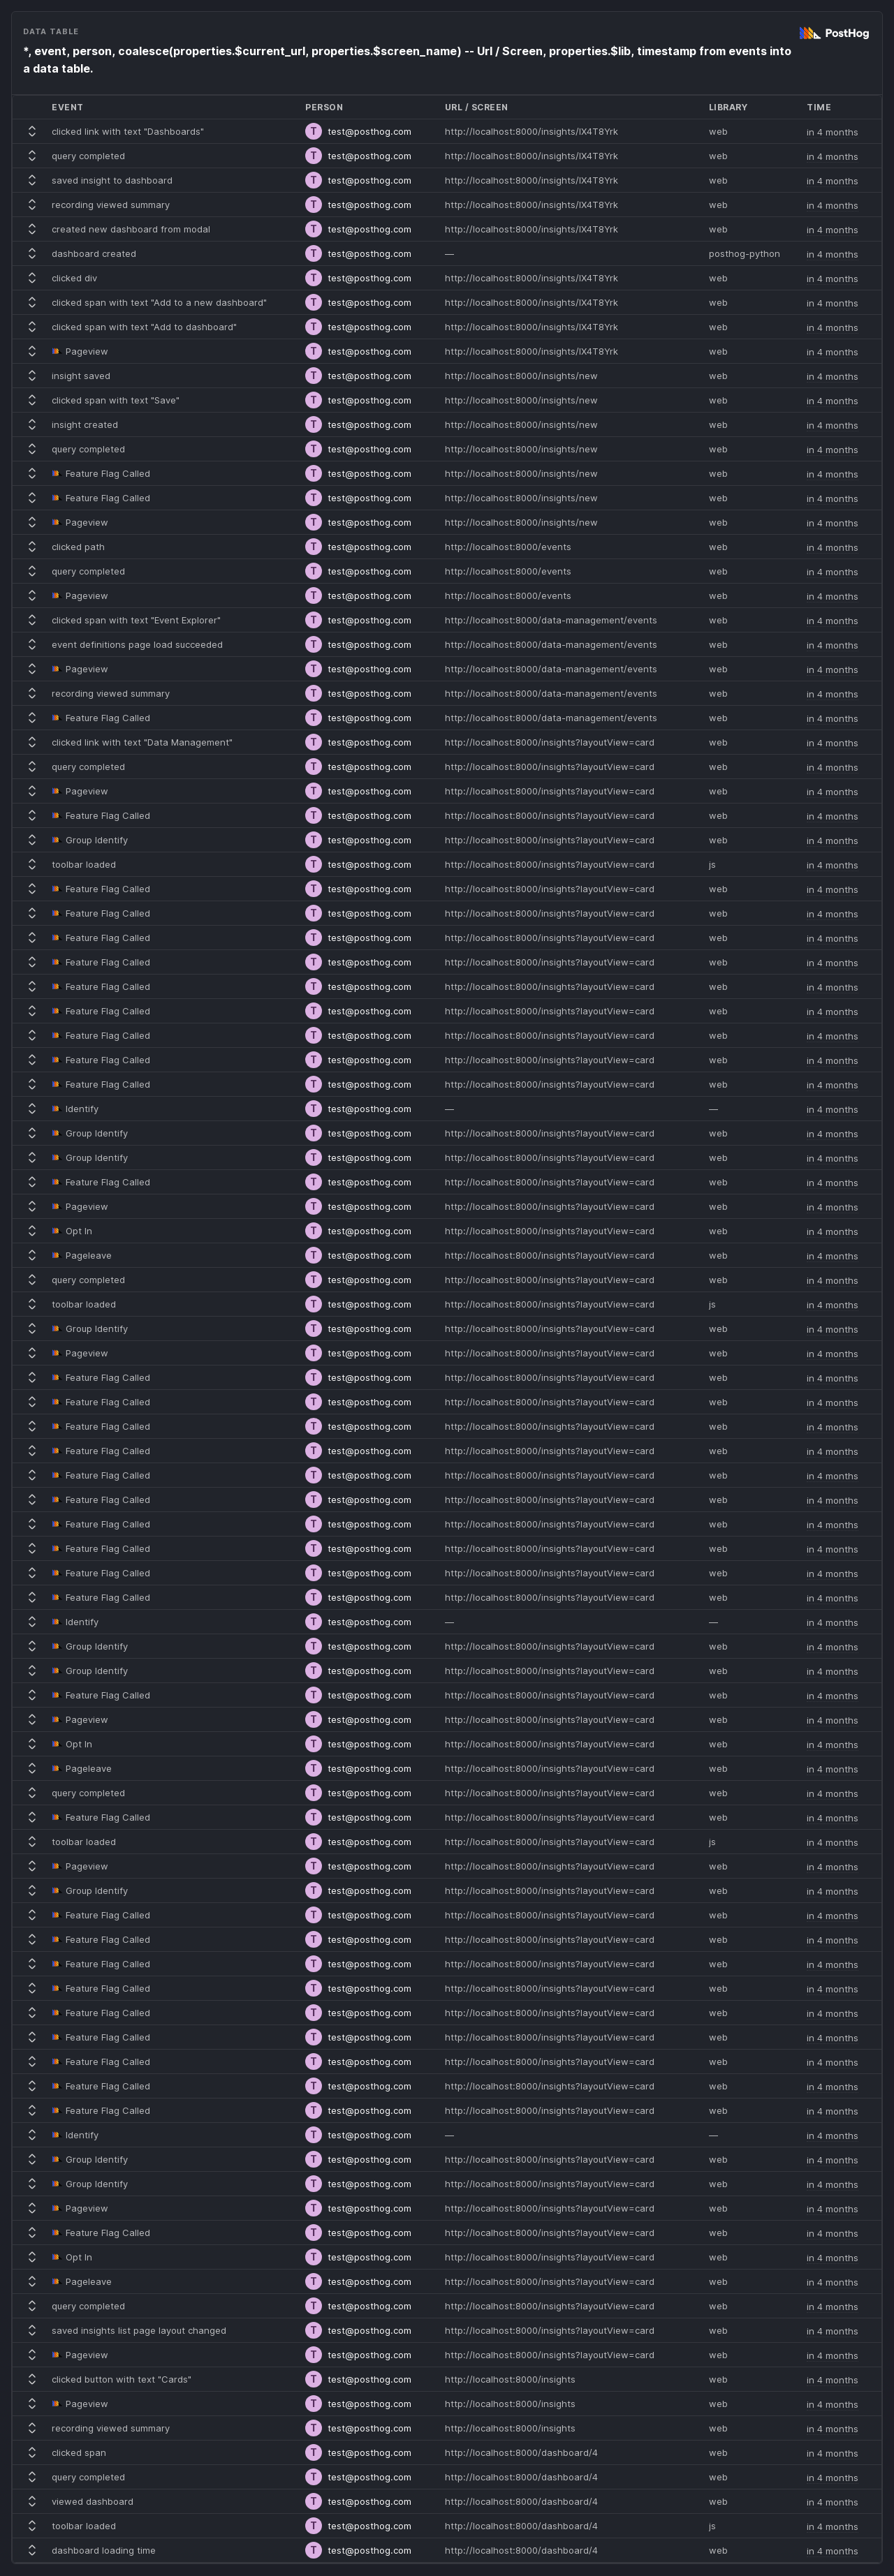 DATA TABLE
PostHog
*, event, person, coalesce(properties.$current_url, properties.$screen_name) -- Url / Screen, properties.$lib, timestamp from events into
a data table.
EVENT PERSON URL / SCREEN LIBRARY TIME
clicked link with text "Dashboards" T test@posthog.com http://localhost:8000/insights/lX4T8Yrk web in 4 months
query completed T test@posthog.com http://localhost:8000/insights/lX4T8Yrk web in 4 months
saved insight to dashboard T test@posthog.com http://localhost:8000/insights/lX4T8Yrk web in 4 months
recording viewed summary T test@posthog.com http://localhost:8000/insights/lX4T8Yrk web in 4 months
created new dashboard from modal T test@posthog.com http://localhost:8000/insights/lX4T8Yrk web in 4 months
dashboard created T test@posthog.com — posthog-python in 4 months
clicked div T test@posthog.com http://localhost:8000/insights/lX4T8Yrk web in 4 months
clicked span with text "Add to a new dashboard" T test@posthog.com http://localhost:8000/insights/lX4T8Yrk web in 4 months
clicked span with text "Add to dashboard" T test@posthog.com http://localhost:8000/insights/lX4T8Yrk web in 4 months
Pageview T test@posthog.com http://localhost:8000/insights/lX4T8Yrk web in 4 months
insight saved T test@posthog.com http://localhost:8000/insights/new web in 4 months
clicked span with text "Save" T test@posthog.com http://localhost:8000/insights/new web in 4 months
insight created T test@posthog.com http://localhost:8000/insights/new web in 4 months
query completed T test@posthog.com http://localhost:8000/insights/new web in 4 months
Feature Flag Called T test@posthog.com http://localhost:8000/insights/new web in 4 months
Feature Flag Called T test@posthog.com http://localhost:8000/insights/new web in 4 months
Pageview T test@posthog.com http://localhost:8000/insights/new web in 4 months
clicked path T test@posthog.com http://localhost:8000/events web in 4 months
query completed T test@posthog.com http://localhost:8000/events web in 4 months
Pageview T test@posthog.com http://localhost:8000/events web in 4 months
clicked span with text "Event Explorer" T test@posthog.com http://localhost:8000/data-management/events web in 4 months
event definitions page load succeeded T test@posthog.com http://localhost:8000/data-management/events web in 4 months
Pageview T test@posthog.com http://localhost:8000/data-management/events web in 4 months
recording viewed summary T test@posthog.com http://localhost:8000/data-management/events web in 4 months
Feature Flag Called T test@posthog.com http://localhost:8000/data-management/events web in 4 months
clicked link with text "Data Management" T test@posthog.com http://localhost:8000/insights?layoutView=card web in 4 months
query completed T test@posthog.com http://localhost:8000/insights?layoutView=card web in 4 months
Pageview T test@posthog.com http://localhost:8000/insights?layoutView=card web in 4 months
Feature Flag Called T test@posthog.com http://localhost:8000/insights?layoutView=card web in 4 months
Group Identify T test@posthog.com http://localhost:8000/insights?layoutView=card web in 4 months
toolbar loaded T test@posthog.com http://localhost:8000/insights?layoutView=card js in 4 months
Feature Flag Called T test@posthog.com http://localhost:8000/insights?layoutView=card web in 4 months
Feature Flag Called T test@posthog.com http://localhost:8000/insights?layoutView=card web in 4 months
Feature Flag Called T test@posthog.com http://localhost:8000/insights?layoutView=card web in 4 months
Feature Flag Called T test@posthog.com http://localhost:8000/insights?layoutView=card web in 4 months
Feature Flag Called T test@posthog.com http://localhost:8000/insights?layoutView=card web in 4 months
Feature Flag Called T test@posthog.com http://localhost:8000/insights?layoutView=card web in 4 months
Feature Flag Called T test@posthog.com http://localhost:8000/insights?layoutView=card web in 4 months
Feature Flag Called T test@posthog.com http://localhost:8000/insights?layoutView=card web in 4 months
Feature Flag Called T test@posthog.com http://localhost:8000/insights?layoutView=card web in 4 months
Identify T test@posthog.com — — in 4 months
Group Identify T test@posthog.com http://localhost:8000/insights?layoutView=card web in 4 months
Group Identify T test@posthog.com http://localhost:8000/insights?layoutView=card web in 4 months
Feature Flag Called T test@posthog.com http://localhost:8000/insights?layoutView=card web in 4 months
Pageview T test@posthog.com http://localhost:8000/insights?layoutView=card web in 4 months
Opt In T test@posthog.com http://localhost:8000/insights?layoutView=card web in 4 months
Pageleave T test@posthog.com http://localhost:8000/insights?layoutView=card web in 4 months
query completed T test@posthog.com http://localhost:8000/insights?layoutView=card web in 4 months
toolbar loaded T test@posthog.com http://localhost:8000/insights?layoutView=card js in 4 months
Group Identify T test@posthog.com http://localhost:8000/insights?layoutView=card web in 4 months
Pageview T test@posthog.com http://localhost:8000/insights?layoutView=card web in 4 months
Feature Flag Called T test@posthog.com http://localhost:8000/insights?layoutView=card web in 4 months
Feature Flag Called T test@posthog.com http://localhost:8000/insights?layoutView=card web in 4 months
Feature Flag Called T test@posthog.com http://localhost:8000/insights?layoutView=card web in 4 months
Feature Flag Called T test@posthog.com http://localhost:8000/insights?layoutView=card web in 4 months
Feature Flag Called T test@posthog.com http://localhost:8000/insights?layoutView=card web in 4 months
Feature Flag Called T test@posthog.com http://localhost:8000/insights?layoutView=card web in 4 months
Feature Flag Called T test@posthog.com http://localhost:8000/insights?layoutView=card web in 4 months
Feature Flag Called T test@posthog.com http://localhost:8000/insights?layoutView=card web in 4 months
Feature Flag Called T test@posthog.com http://localhost:8000/insights?layoutView=card web in 4 months
Feature Flag Called T test@posthog.com http://localhost:8000/insights?layoutView=card web in 4 months
Identify T test@posthog.com — — in 4 months
Group Identify T test@posthog.com http://localhost:8000/insights?layoutView=card web in 4 months
Group Identify T test@posthog.com http://localhost:8000/insights?layoutView=card web in 4 months
Feature Flag Called T test@posthog.com http://localhost:8000/insights?layoutView=card web in 4 months
Pageview T test@posthog.com http://localhost:8000/insights?layoutView=card web in 4 months
Opt In T test@posthog.com http://localhost:8000/insights?layoutView=card web in 4 months
Pageleave T test@posthog.com http://localhost:8000/insights?layoutView=card web in 4 months
query completed T test@posthog.com http://localhost:8000/insights?layoutView=card web in 4 months
Feature Flag Called T test@posthog.com http://localhost:8000/insights?layoutView=card web in 4 months
toolbar loaded T test@posthog.com http://localhost:8000/insights?layoutView=card js in 4 months
Pageview T test@posthog.com http://localhost:8000/insights?layoutView=card web in 4 months
Group Identify T test@posthog.com http://localhost:8000/insights?layoutView=card web in 4 months
Feature Flag Called T test@posthog.com http://localhost:8000/insights?layoutView=card web in 4 months
Feature Flag Called T test@posthog.com http://localhost:8000/insights?layoutView=card web in 4 months
Feature Flag Called T test@posthog.com http://localhost:8000/insights?layoutView=card web in 4 months
Feature Flag Called T test@posthog.com http://localhost:8000/insights?layoutView=card web in 4 months
Feature Flag Called T test@posthog.com http://localhost:8000/insights?layoutView=card web in 4 months
Feature Flag Called T test@posthog.com http://localhost:8000/insights?layoutView=card web in 4 months
Feature Flag Called T test@posthog.com http://localhost:8000/insights?layoutView=card web in 4 months
Feature Flag Called T test@posthog.com http://localhost:8000/insights?layoutView=card web in 4 months
Feature Flag Called T test@posthog.com http://localhost:8000/insights?layoutView=card web in 4 months
Identify T test@posthog.com — — in 4 months
Group Identify T test@posthog.com http://localhost:8000/insights?layoutView=card web in 4 months
Group Identify T test@posthog.com http://localhost:8000/insights?layoutView=card web in 4 months
Pageview T test@posthog.com http://localhost:8000/insights?layoutView=card web in 4 months
Feature Flag Called T test@posthog.com http://localhost:8000/insights?layoutView=card web in 4 months
Opt In T test@posthog.com http://localhost:8000/insights?layoutView=card web in 4 months
Pageleave T test@posthog.com http://localhost:8000/insights?layoutView=card web in 4 months
query completed T test@posthog.com http://localhost:8000/insights?layoutView=card web in 4 months
saved insights list page layout changed T test@posthog.com http://localhost:8000/insights?layoutView=card web in 4 months
Pageview T test@posthog.com http://localhost:8000/insights?layoutView=card web in 4 months
clicked button with text "Cards" T test@posthog.com http://localhost:8000/insights web in 4 months
Pageview T test@posthog.com http://localhost:8000/insights web in 4 months
recording viewed summary T test@posthog.com http://localhost:8000/insights web in 4 months
clicked span T test@posthog.com http://localhost:8000/dashboard/4 web in 4 months
query completed T test@posthog.com http://localhost:8000/dashboard/4 web in 4 months
viewed dashboard T test@posthog.com http://localhost:8000/dashboard/4 web in 4 months
toolbar loaded T test@posthog.com http://localhost:8000/dashboard/4 js in 4 months
dashboard loading time T test@posthog.com http://localhost:8000/dashboard/4 web in 4 months